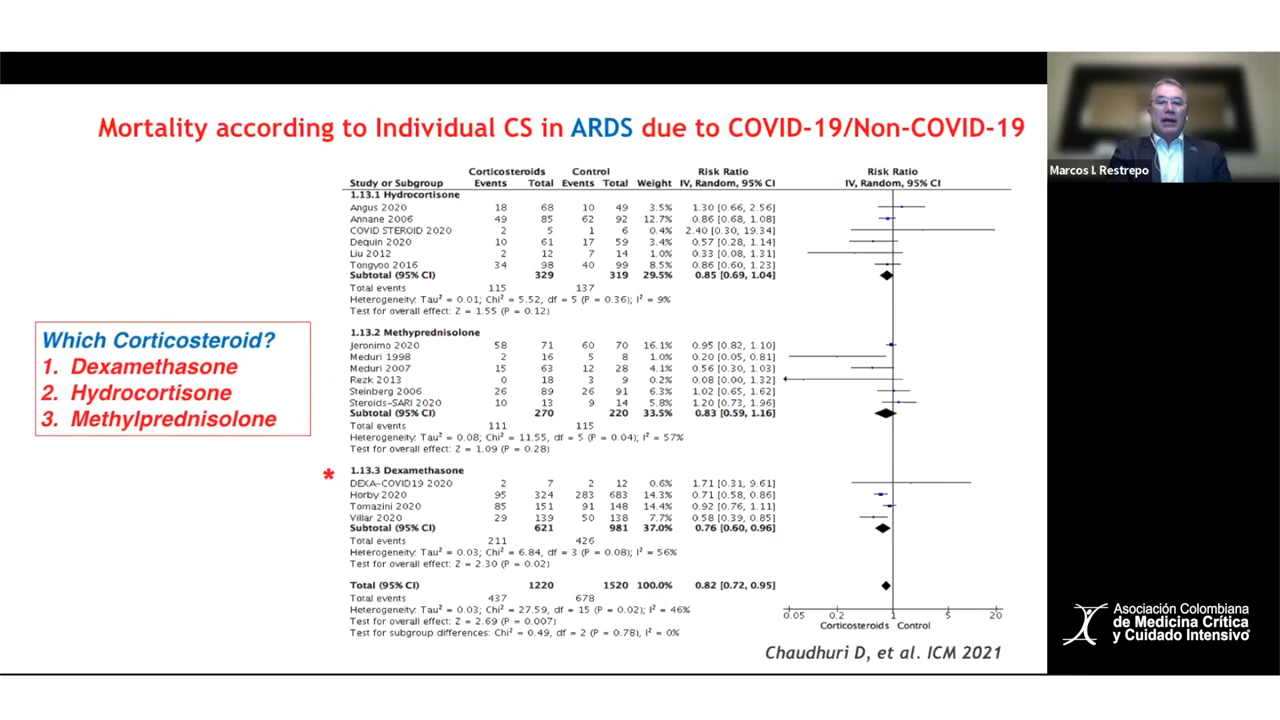 Mortality according to Individual CS in ARDS due to COVID-19/Non-COVID-19
Marcos I. Restrepo
Corticosteroids Control Risk Ratio Risk Ratio
Study or Subgroup Events Total Events Total Weight IV, Random, 95% CI IV, Random, 95% CI
1.13.1 Hydrocortisone
Angus 2020 18 68 10 49 3.5% 1.30 [0.66, 2.56]
Annane 2006 49 85 62 92 12.7% 0.86 [0.68, 1.08]
COVID STEROID 2020 2 5 1 6 0.4% 2.40 [0.30, 19.34]
Dequin 2020 10 61 17 59 3.4% 0.57 [0.28, 1.14]
Liu 2012 2 12 7 14 1.0% 0.33 [0.08, 1.31]
Tongyoo 2016 34 98 40 99 8.5% 0.86 [0.60, 1.23]
Subtotal (95% CI) 329 319 29.5% 0.85 [0.69, 1.04]
Total events 115 137
Heterogeneity: Tau² = 0.01; Chi² = 5.52, df = 5 (P = 0.36); I² = 9%
Test for overall effect: Z = 1.55 (P = 0.12)
1.13.2 Methyprednisolone
Jeronimo 2020 58 71 60 70 16.1% 0.95 [0.82, 1.10]
Meduri 1998 2 16 5 8 1.0% 0.20 [0.05, 0.81]
Meduri 2007 15 63 12 28 4.1% 0.56 [0.30, 1.03]
Rezk 2013 0 18 3 9 0.2% 0.08 [0.00, 1.32]
Steinberg 2006 26 89 26 91 6.3% 1.02 [0.65, 1.62]
Steroids-SARI 2020 10 13 9 14 5.8% 1.20 [0.73, 1.96]
Subtotal (95% CI) 270 220 33.5% 0.83 [0.59, 1.16]
Total events 111 115
Heterogeneity: Tau² = 0.08; Chi² = 11.55, df = 5 (P = 0.04); I² = 57%
Test for overall effect: Z = 1.09 (P = 0.28)
* 1.13.3 Dexamethasone
DEXA-COVID19 2020 2 7 2 12 0.6% 1.71 [0.31, 9.61]
Horby 2020 95 324 283 683 14.3% 0.71 [0.58, 0.86]
Tomazini 2020 85 151 91 148 14.4% 0.92 [0.76, 1.11]
Villar 2020 29 139 50 138 7.7% 0.58 [0.39, 0.85]
Subtotal (95% CI) 621 981 37.0% 0.76 [0.60, 0.96]
Total events 211 426
Heterogeneity: Tau² = 0.03; Chi² = 6.84, df = 3 (P = 0.08); I² = 56%
Test for overall effect: Z = 2.30 (P = 0.02)
Total (95% CI) 1220 1520 100.0% 0.82 [0.72, 0.95]
Total events 437 678
Heterogeneity: Tau² = 0.03; Chi² = 27.59, df = 15 (P = 0.02); I² = 46%
Test for overall effect: Z = 2.69 (P = 0.007)
Test for subgroup differences: Chi² = 0.49, df = 2 (P = 0.78), I² = 0%
0.05 0.2 1 5 20
Corticosteroids Control
Which Corticosteroid?
1. Dexamethasone
2. Hydrocortisone
3. Methylprednisolone
Chaudhuri D, et al. ICM 2021
Asociación Colombiana
de Medicina Crítica
y Cuidado Intensivo